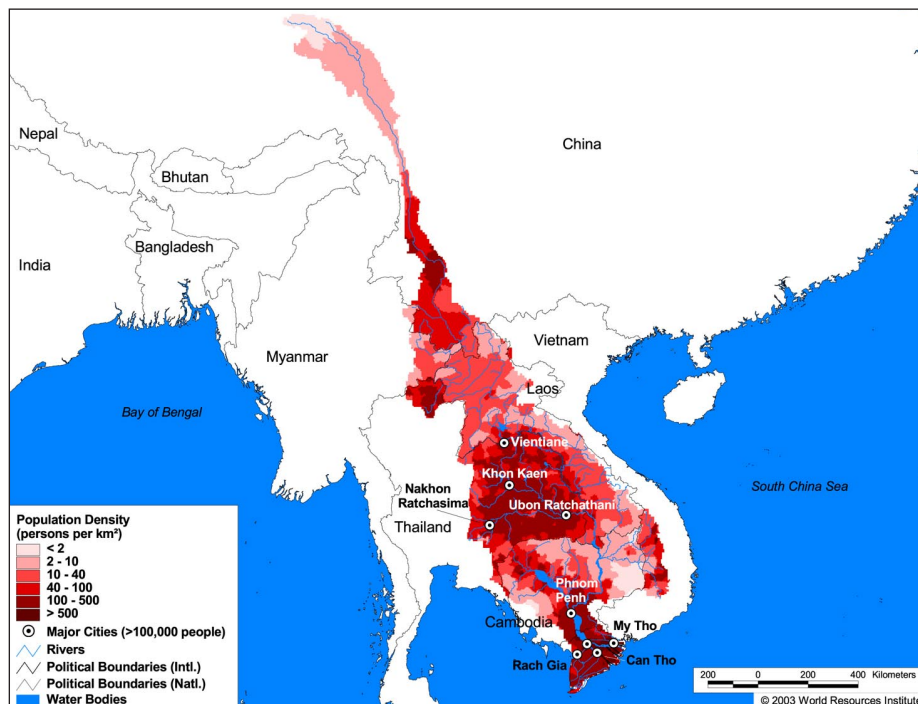 China
Nepal
Bhutan
Bangladesh
India
Myanmar
Vietnam
Laos
Bay of Bengal
Vientiane
Khon Kaen
Nakhon
Ratchasima
Ubon Ratchathani
South China Sea
Thailand
Phnom
Penh
Cambodia
My Tho
Rach Gia
Can Tho
Population Density
(persons per km²)
< 2
2 - 10
10 - 40
40 - 100
100 - 500
> 500
Major Cities (>100,000 people)
Rivers
Political Boundaries (Intl.)
Political Boundaries (Natl.)
Water Bodies
200 0 200 400 Kilometers
© 2003 World Resources Institute